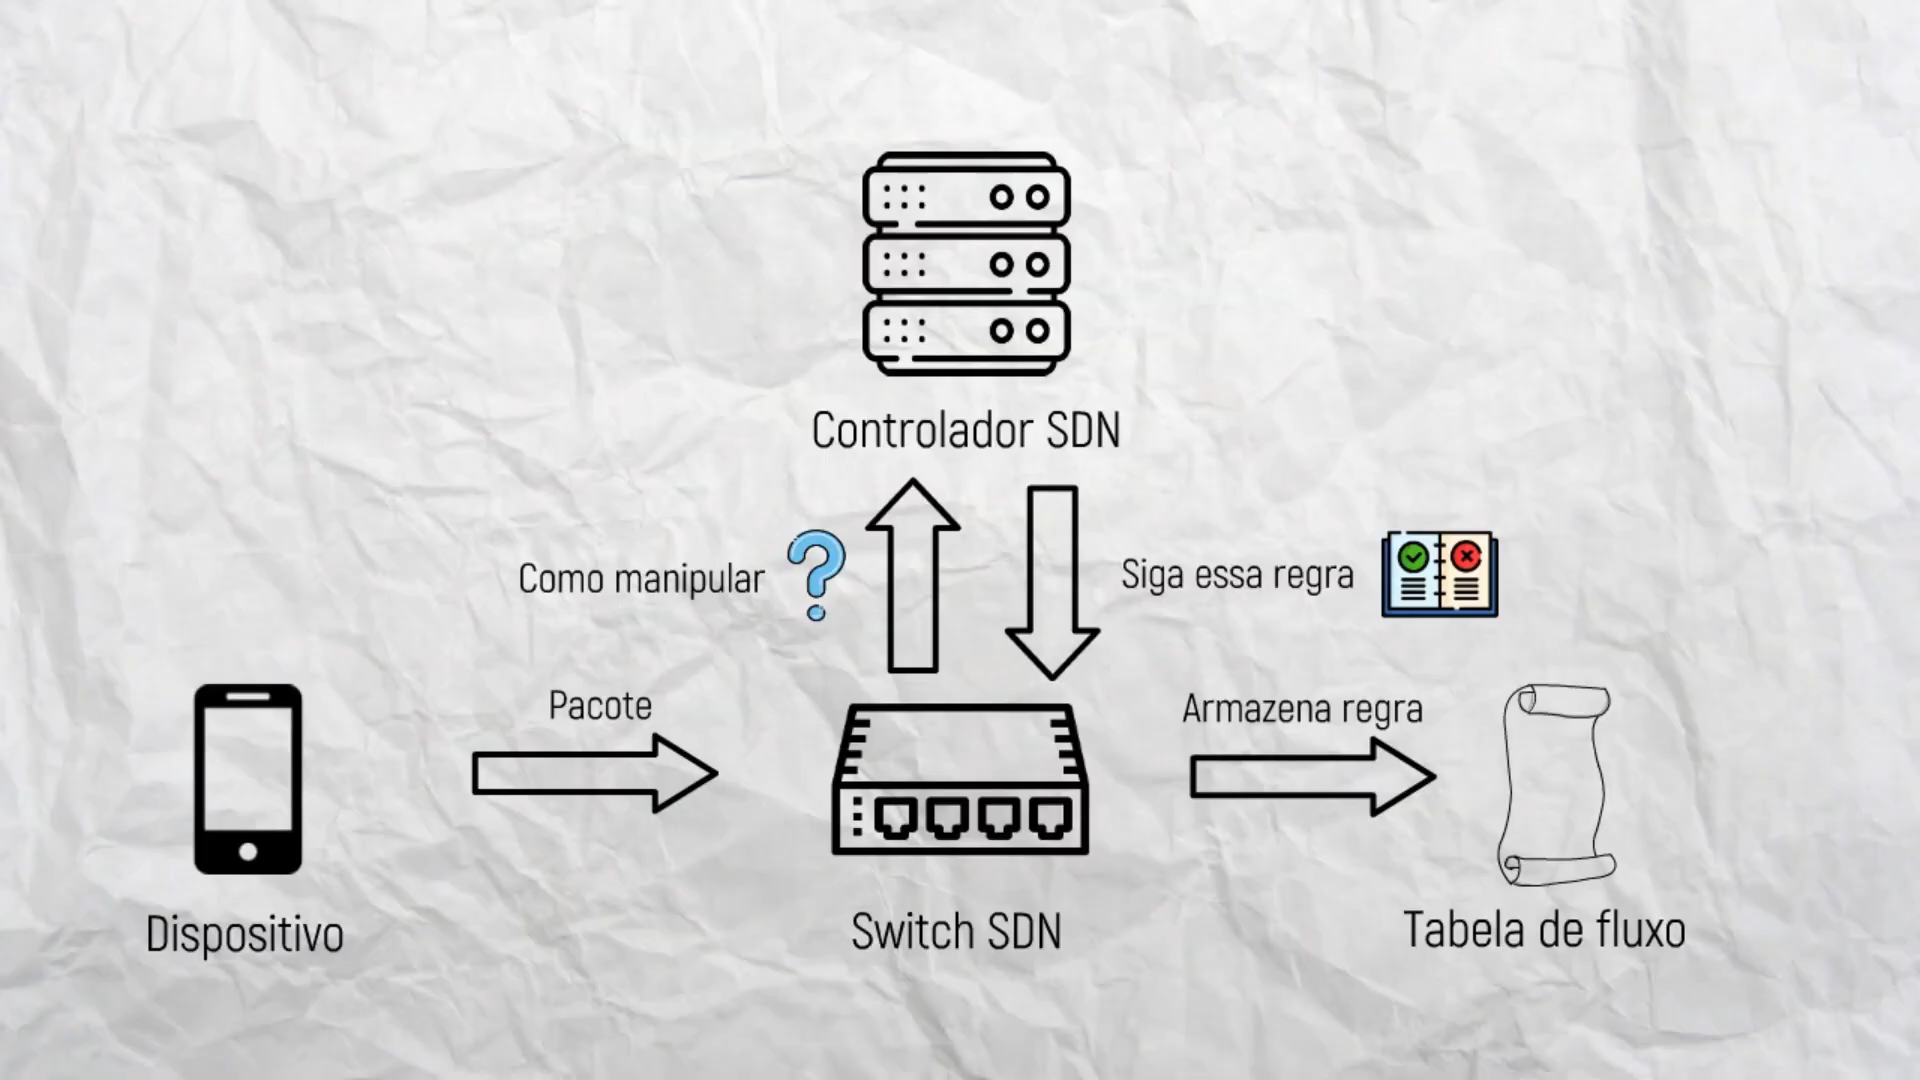 Controlador SDN
Como manipular
Siga essa regra
Pacote
Armazena regra
Dispositivo
Switch SDN
Tabela de fluxo